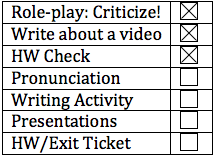 Role-play: Criticize!
Write about a video
HW Check
Pronunciation
Writing Activity
Presentations
HW/Exit Ticket